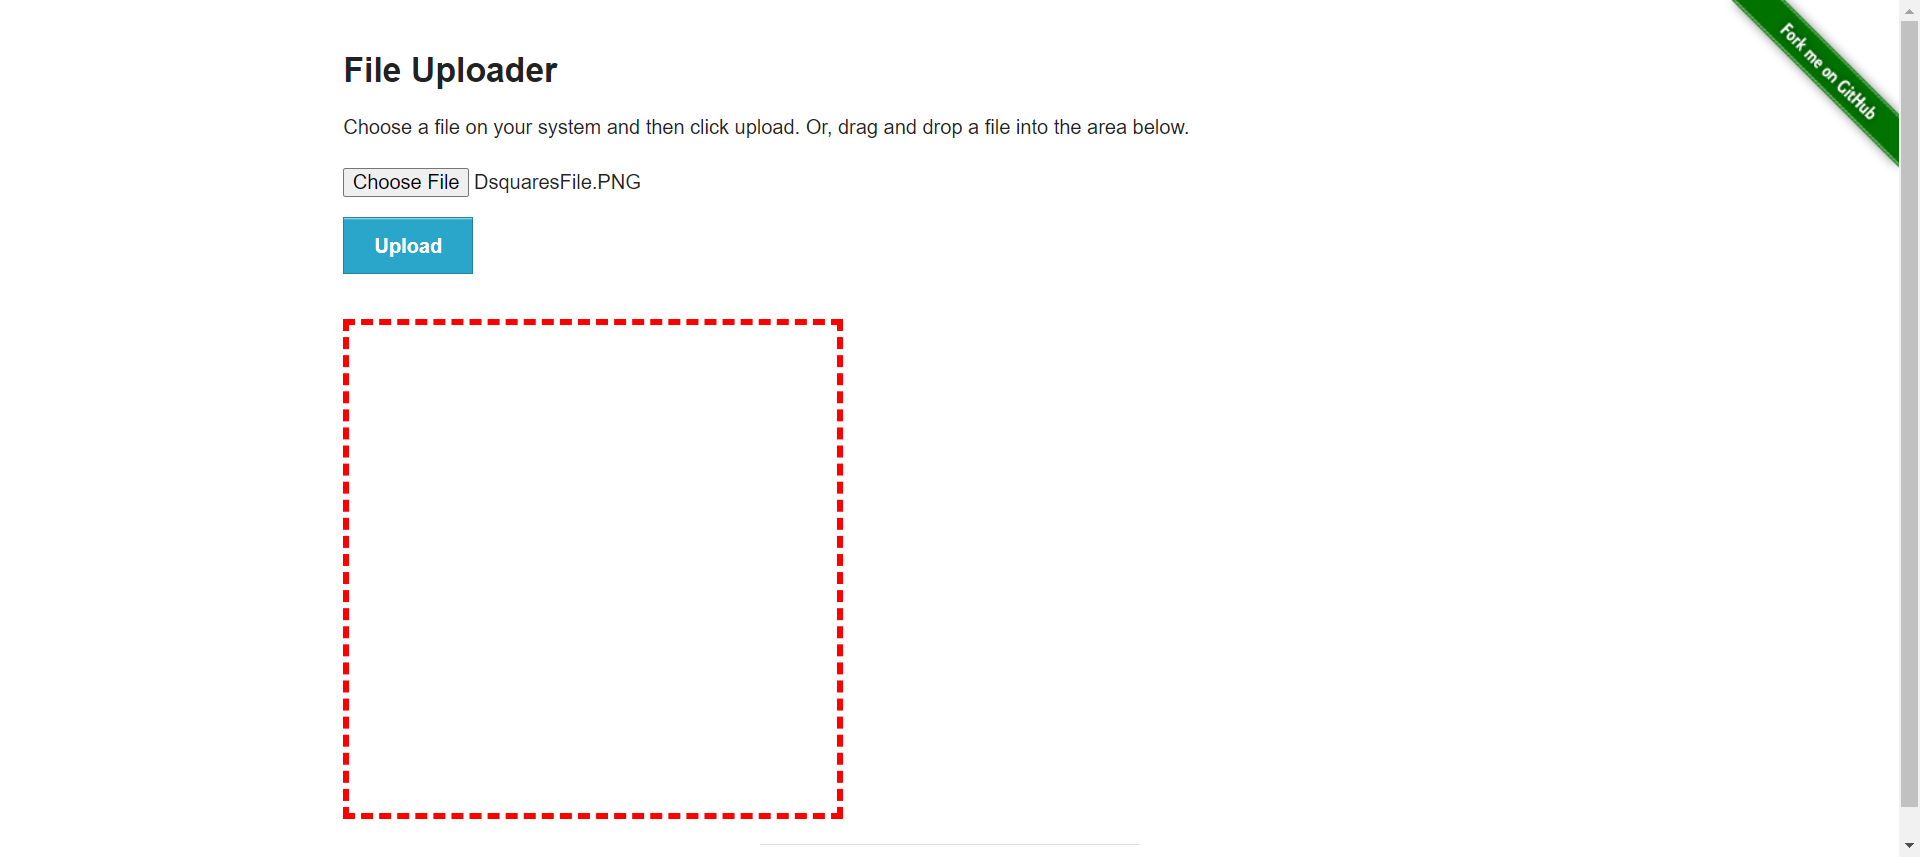 File Uploader
Choose a file on your system and then click upload. Or, drag and drop a file into the area below.
Choose File DsquaresFile.PNG
Upload
Fork me on GitHub